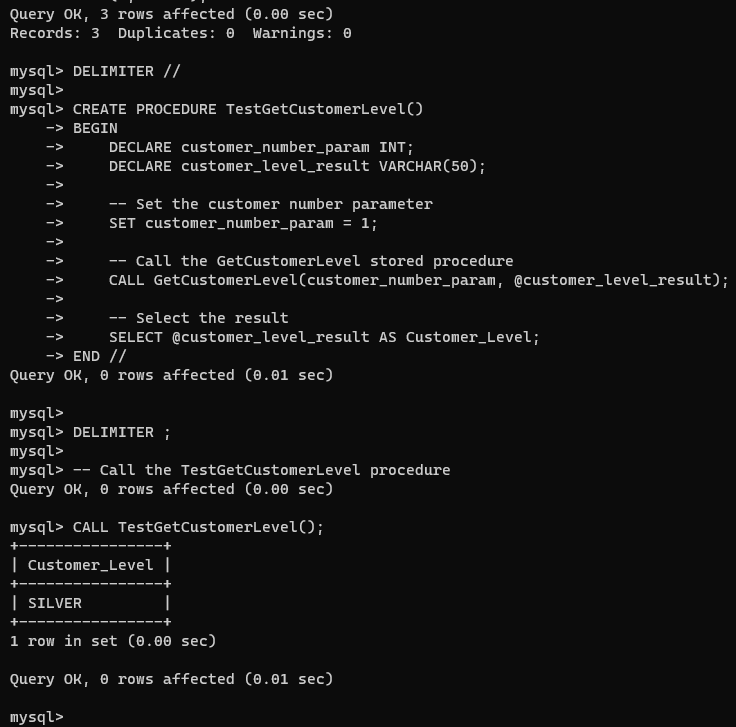 Query OK, 3 rows affected (0.00 sec)
Records: 3  Duplicates: 0  Warnings: 0
mysql> DELIMITER //
mysql>
mysql> CREATE PROCEDURE TestGetCustomerLevel()
    -> BEGIN
    ->     DECLARE customer_number_param INT;
    ->     DECLARE customer_level_result VARCHAR(50);
    ->
    ->     -- Set the customer number parameter
    ->     SET customer_number_param = 1;
    ->
    ->     -- Call the GetCustomerLevel stored procedure
    ->     CALL GetCustomerLevel(customer_number_param, @customer_level_result);
    ->
    ->     -- Select the result
    ->     SELECT @customer_level_result AS Customer_Level;
    -> END //
Query OK, 0 rows affected (0.01 sec)
mysql>
mysql> DELIMITER ;
mysql>
mysql> -- Call the TestGetCustomerLevel procedure
Query OK, 0 rows affected (0.00 sec)
mysql> CALL TestGetCustomerLevel();
+----------------+
| Customer_Level |
+----------------+
| SILVER         |
+----------------+
1 row in set (0.00 sec)
Query OK, 0 rows affected (0.01 sec)
mysql>